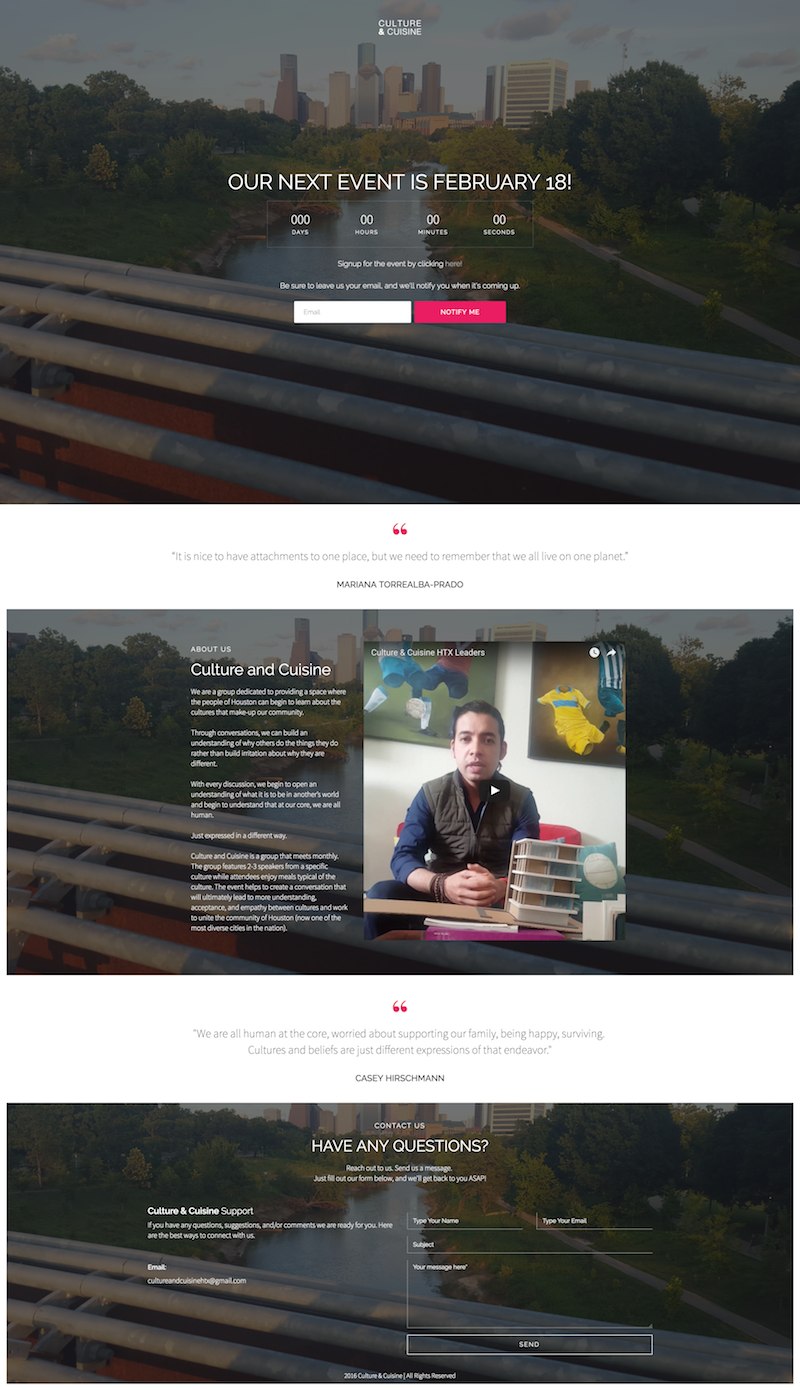 CULTURE
& CUISINE
OUR NEXT EVENT IS FEBRUARY 18!
000 00 00 00
DAYS HOURS MINUTES SECONDS
Signup for the event by clicking here!
Be sure to leave us your email, and we'll notify you when it's coming up.
Email NOTIFY ME
“It is nice to have attachments to one place, but we need to remember that we all live on one planet.”
MARIANA TORREALBA-PRADO
ABOUT US
Culture and Cuisine
We are a group dedicated to providing a space where
the people of Houston can begin to learn about the
cultures that make-up our community.
Through conversations, we can build an
understanding of why others do the things they do
rather than build irritation about why they are
different.
With every discussion, we begin to open an
understanding of what it is to be in another's world
and begin to understand that at our core, we are all
human.
Just expressed in a different way.
Culture and Cuisine is a group that meets monthly.
The group features 2-3 speakers from a specific
culture while attendees enjoy meals typical of the
culture. The event helps to create a conversation that
will ultimately lead to more understanding,
acceptance, and empathy between cultures and work
to unite the community of Houston (now one of the
most diverse cities in the nation).
Culture & Cuisine HTX Leaders
“We are all human at the core, worried about supporting our family, being happy, surviving.
Cultures and beliefs are just different expressions of that endeavor.”
CASEY HIRSCHMANN
CONTACT US
HAVE ANY QUESTIONS?
Reach out to us. Send us a message.
Just fill out our form below, and we'll get back to you ASAP!
Culture & Cuisine Support
If you have any questions, suggestions, and/or comments we are ready for you. Here
are the best ways to connect with us.
Email:
cultureandcuisinehtx@gmail.com
Type Your Name Type Your Email
Subject
Your message here*
SEND
2016 Culture & Cuisine | All Rights Reserved